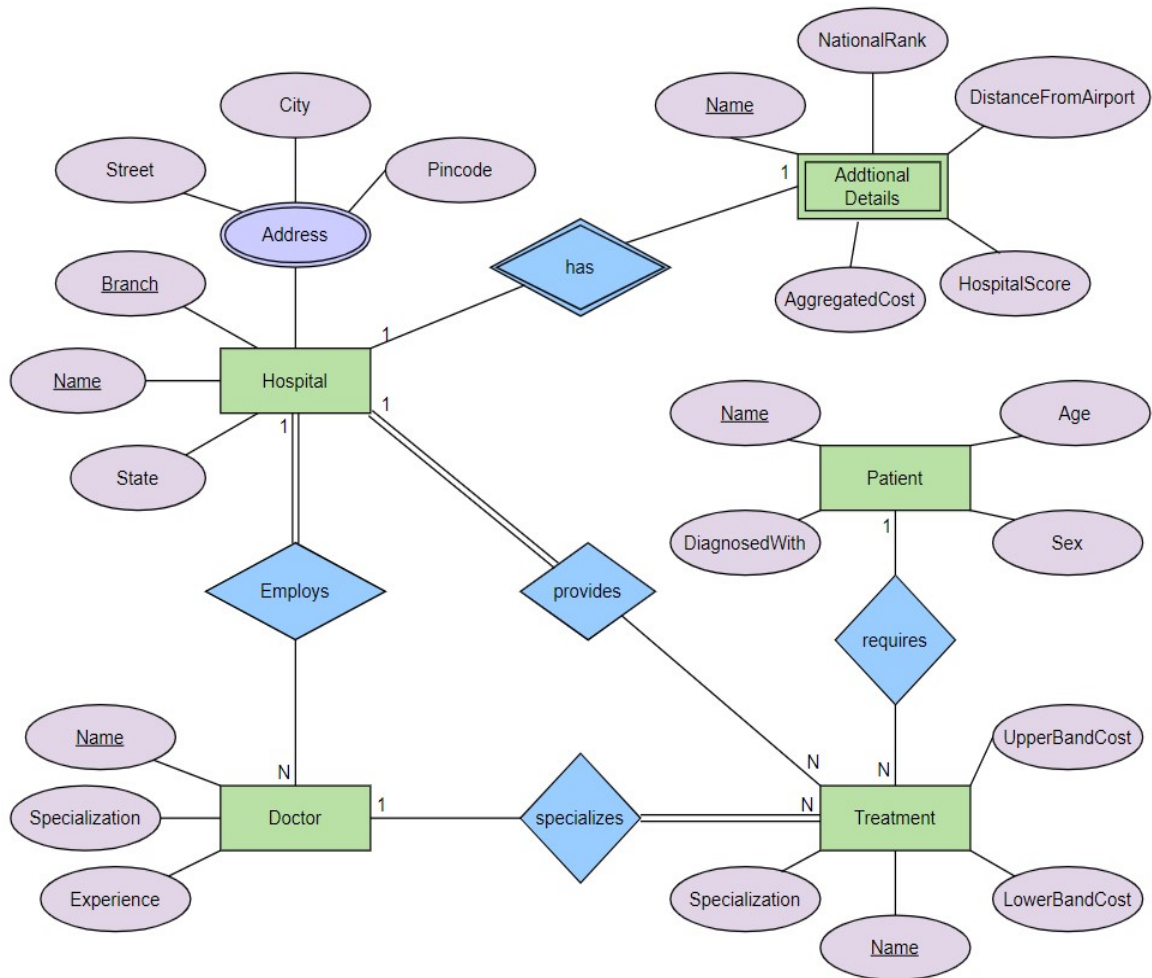 NationalRank
City
Name
DistanceFromAirport
Street
Pincode
1
Addtional
Details
Address
has
Branch
AggregatedCost
HospitalScore
1
Name
Hospital
1
Name
Age
1
State
Patient
1
DiagnosedWith
Sex
Employs
provides
requires
Name
UpperBandCost
N
N
N
Specialization
Doctor
1
specializes
N
Treatment
Experience
Specialization
LowerBandCost
Name